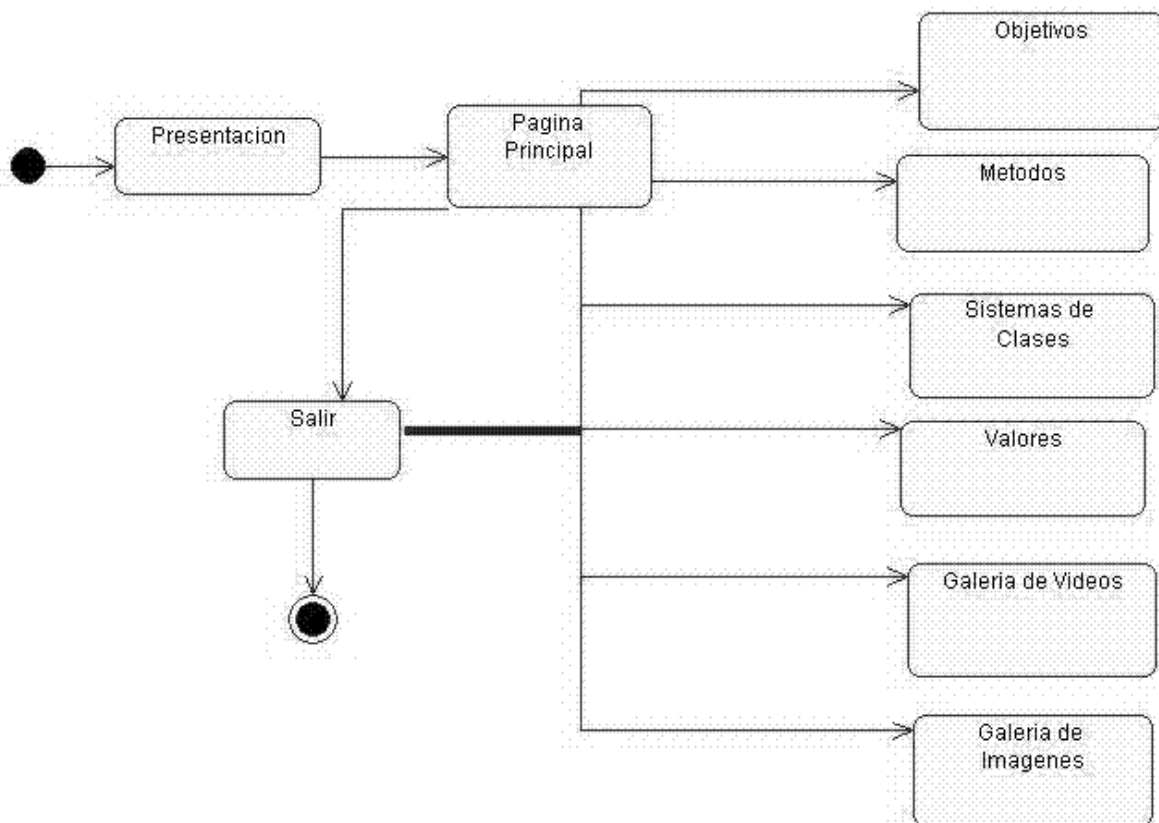 Objetivos
Presentacion
Pagina
Principal
Metodos
Sistemas de
Clases
Salir
Valores
Galeria de Videos
Galeria de
Imagenes